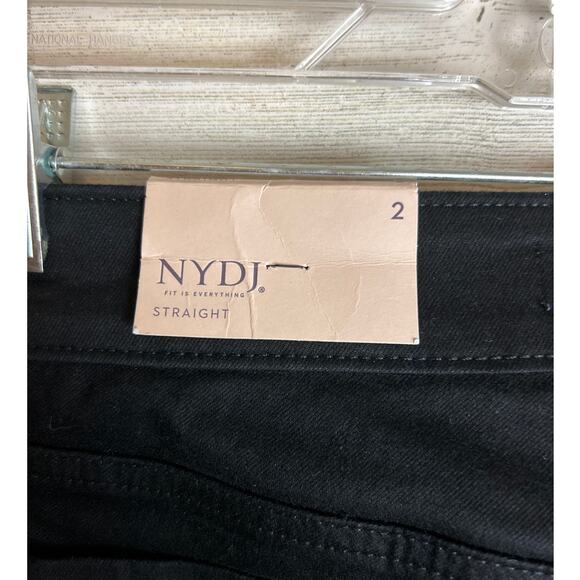 NATIONAL HANGER
2
NYDJ®
FIT IS EVERYTHING
STRAIGHT